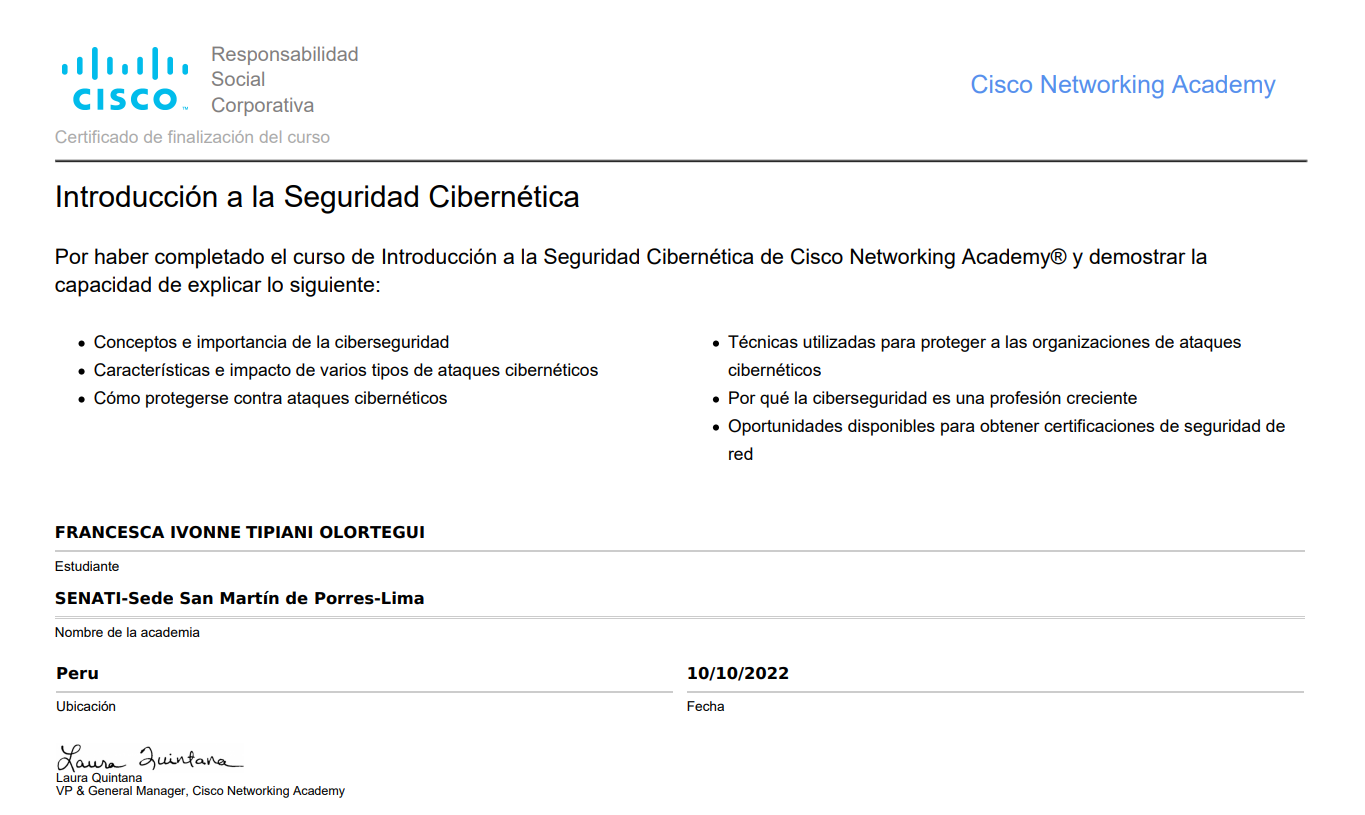 CISCO
Responsabilidad
Social
Corporativa
Cisco Networking Academy
Certificado de finalización del curso
Introducción a la Seguridad Cibernética
Por haber completado el curso de Introducción a la Seguridad Cibernética de Cisco Networking Academy® y demostrar la
capacidad de explicar lo siguiente:
• Conceptos e importancia de la ciberseguridad
• Características e impacto de varios tipos de ataques cibernéticos
• Cómo protegerse contra ataques cibernéticos
• Técnicas utilizadas para proteger a las organizaciones de ataques
cibernéticos
• Por qué la ciberseguridad es una profesión creciente
• Oportunidades disponibles para obtener certificaciones de seguridad de
red
FRANCESCA IVONNE TIPIANI OLORTEGUI
Estudiante
SENATI-Sede San Martín de Porres-Lima
Nombre de la academia
Peru
Ubicación
10/10/2022
Fecha
Laura Quintana
Laura Quintana
VP & General Manager, Cisco Networking Academy